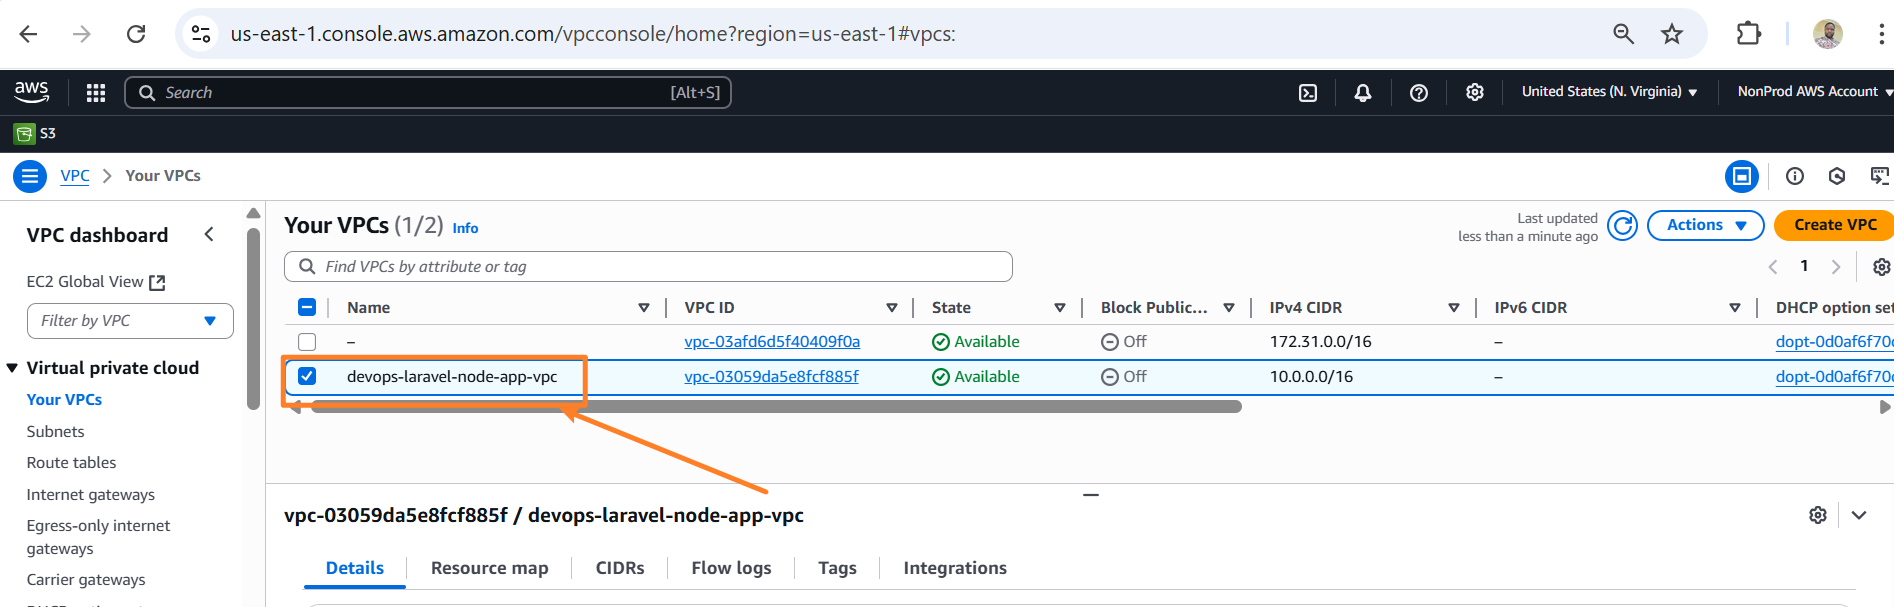 us-east-1.console.aws.amazon.com/vpcconsole/home?region=us-east-1#vpcs:
aws Search [Alt+S] United States (N. Virginia) NonProd AWS Account
S3
VPC Your VPCs
VPC dashboard
EC2 Global View
Filter by VPC
Virtual private cloud
Your VPCs
Subnets
Route tables
Internet gateways
Egress-only internet
gateways
Carrier gateways
Your VPCs (1/2) Info
Last updated
less than a minute ago
Actions
Create VPC
Find VPCs by attribute or tag
1
Name VPC ID State Block Public... IPv4 CIDR IPv6 CIDR DHCP option set
– vpc-03afd6d5f40409f0a Available Off 172.31.0.0/16 – dopt-0d0af6f70
devops-laravel-node-app-vpc vpc-03059da5e8fcf885f Available Off 10.0.0.0/16 – dopt-0d0af6f70
vpc-03059da5e8fcf885f / devops-laravel-node-app-vpc
Details Resource map CIDRs Flow logs Tags Integrations